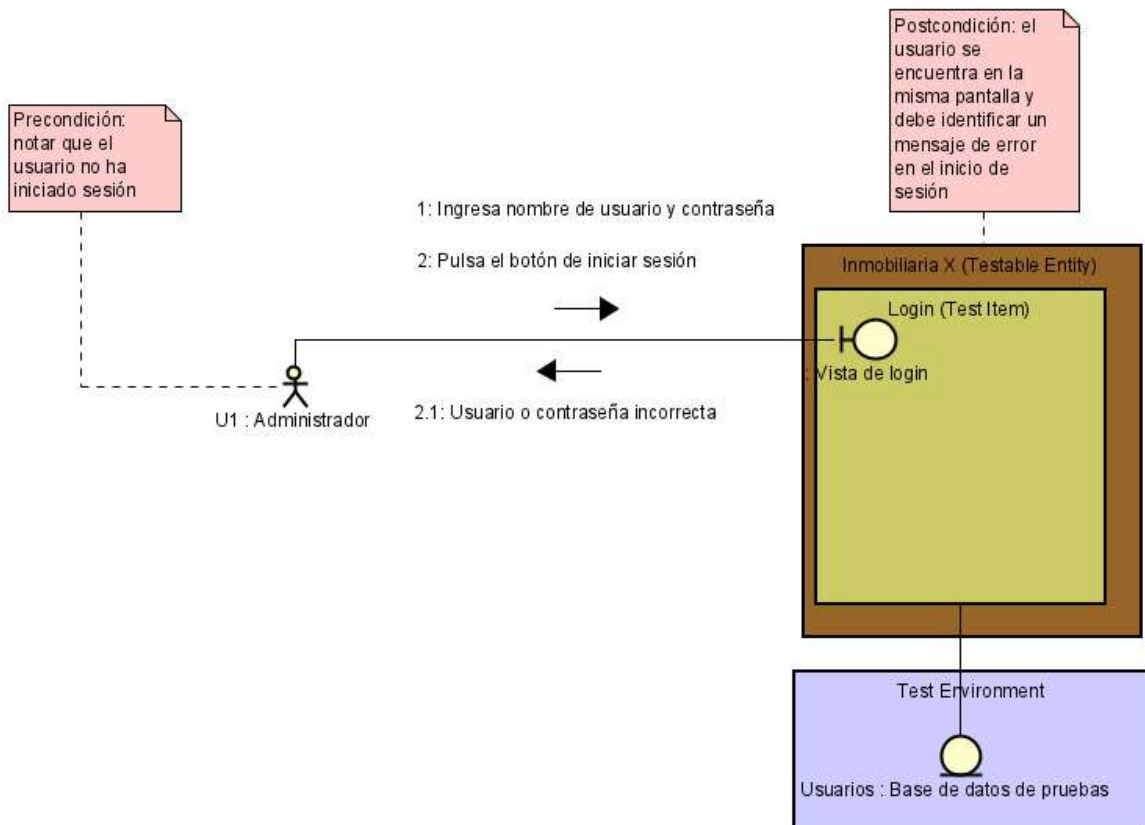 Postcondición: el
usuario se
encuentra en la
misma pantalla y
debe identificar un
mensaje de error
en el inicio de
sesión
Precondición:
notar que el
usuario no ha
iniciado sesión
1: Ingresa nombre de usuario y contraseña
2: Pulsa el botón de iniciar sesión
Inmobiliaria X (Testable Entity)
Login (Test Item)
: Vista de login
U1 : Administrador
2.1: Usuario o contraseña incorrecta
Test Environment
Usuarios : Base de datos de pruebas